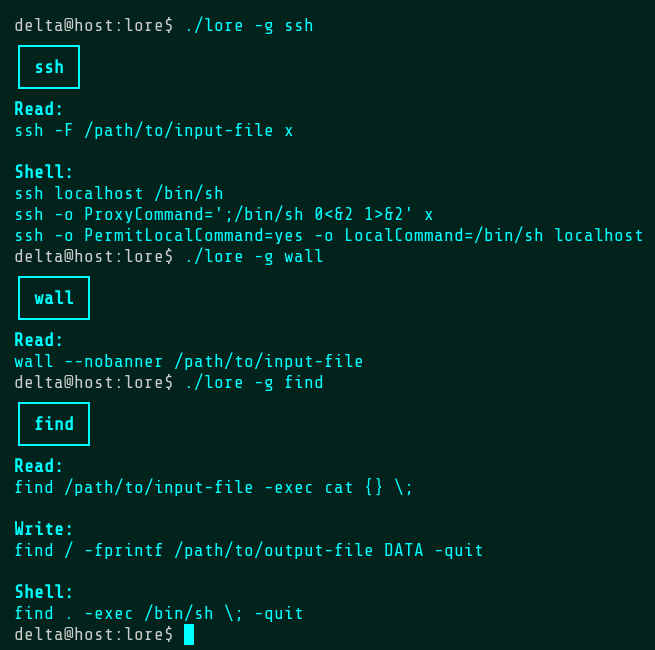 delta@host:lore$ ./lore -g ssh
ssh
Read:
ssh -F /path/to/input-file x
Shell:
ssh localhost /bin/sh
ssh -o ProxyCommand=';/bin/sh 0<&2 1>&2' x
ssh -o PermitLocalCommand=yes -o LocalCommand=/bin/sh localhost
delta@host:lore$ ./lore -g wall
wall
Read:
wall --nobanner /path/to/input-file
delta@host:lore$ ./lore -g find
find
Read:
find /path/to/input-file -exec cat {} \;
Write:
find / -fprintf /path/to/output-file DATA -quit
Shell:
find . -exec /bin/sh \; -quit
delta@host:lore$